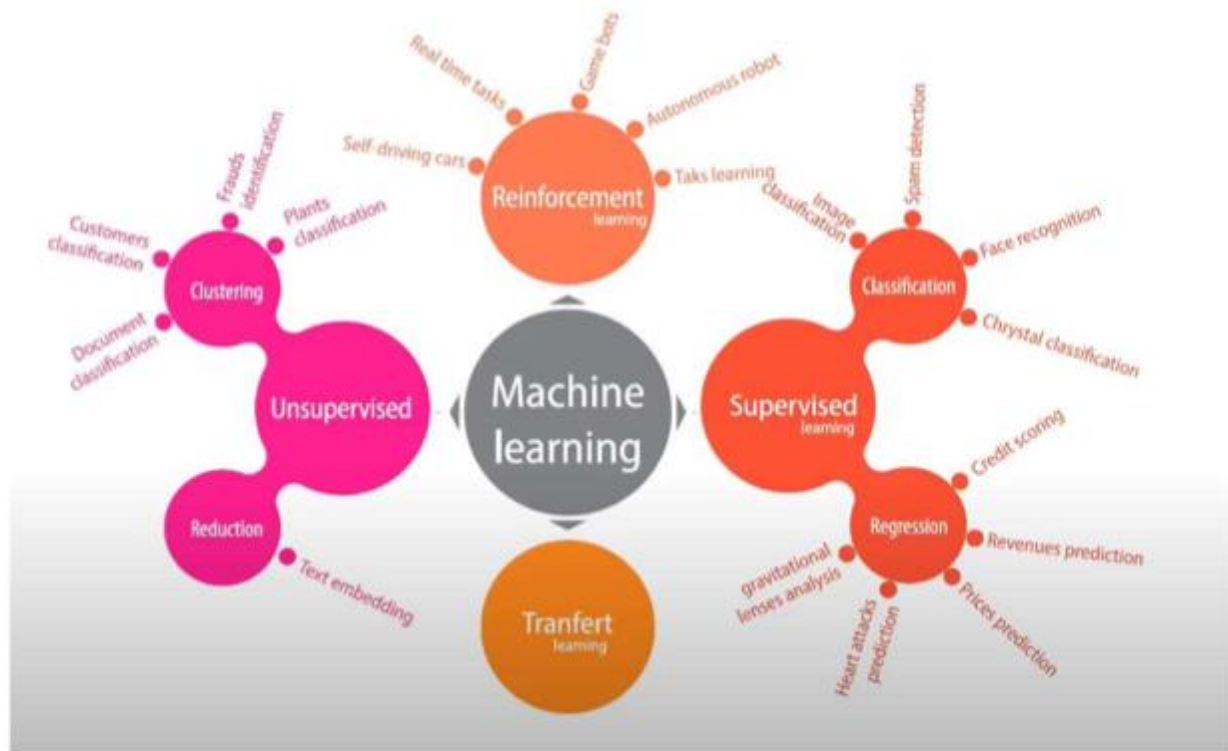 Real time tasks
Game bots
Autonomous robot
Self-driving cars
Taks learning
Reinforcement
learning
Frauds
identification
Plants
classification
Customers
classification
Document
classification
Clustering
Unsupervised
Reduction
Text embedding
Machine
learning
Tranfert
learning
Image
classification
Spam detection
Face recognition
Chrystal classification
Classification
Supervised
learning
Regression
Credit scoring
Revenues prediction
Prices prediction
Heart attacks
prediction
gravitational
lenses analysis